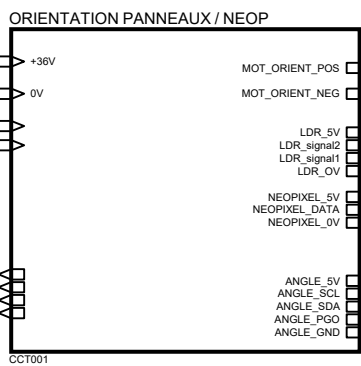 ORIENTATION PANNEAUX / NEOP
+36V
0V
MOT_ORIENT_POS
MOT_ORIENT_NEG
LDR_5V
LDR_signal2
LDR_signal1
LDR_OV
NEOPIXEL_5V
NEOPIXEL_DATA
NEOPIXEL_0V
ANGLE_5V
ANGLE_SCL
ANGLE_SDA
ANGLE_PGO
ANGLE_GND
CCT001